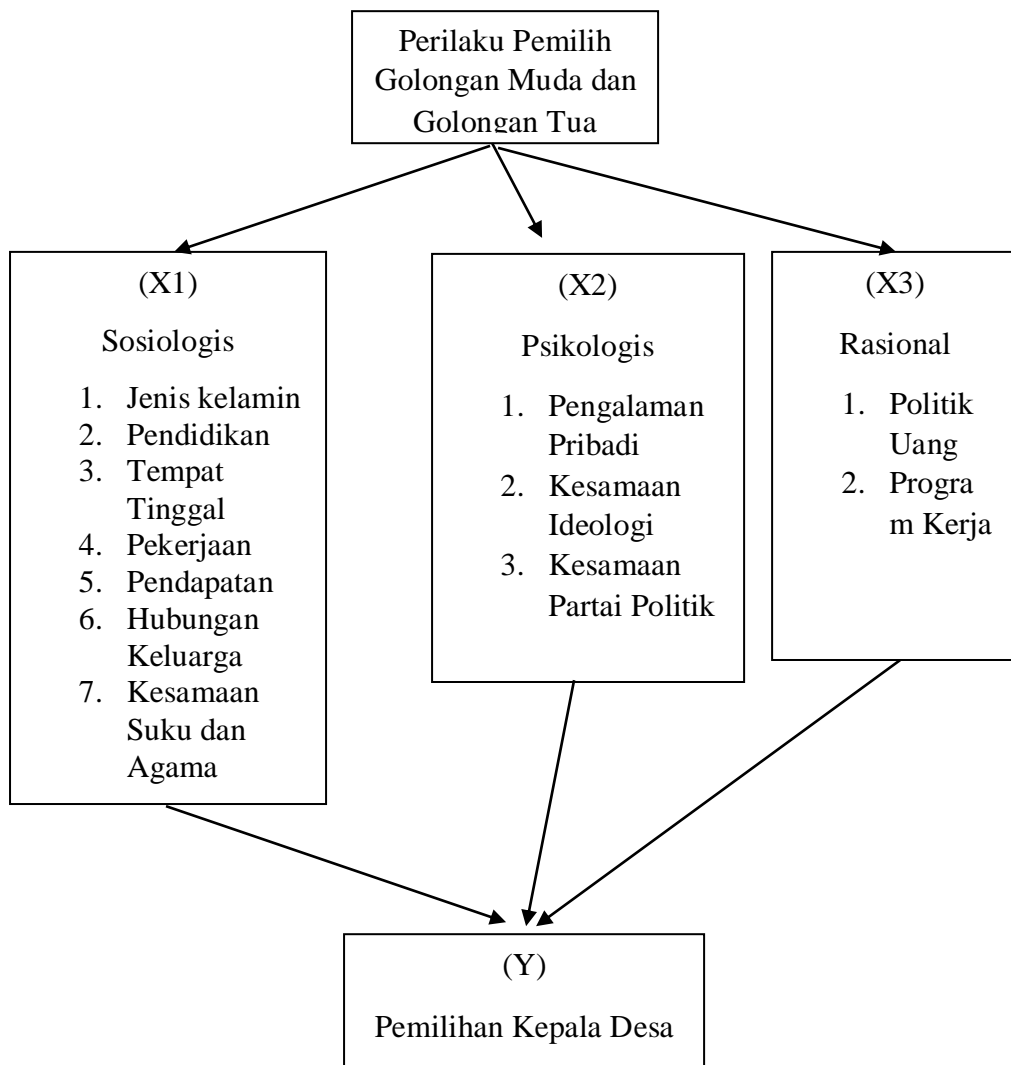 Perilaku Pemilih
Golongan Muda dan
Golongan Tua
(X1)
Sosiologis
1. Jenis kelamin
2. Pendidikan
3. Tempat
Tinggal
4. Pekerjaan
5. Pendapatan
6. Hubungan
Keluarga
7. Kesamaan
Suku dan
Agama
(X2)
Psikologis
1. Pengalaman
Pribadi
2. Kesamaan
Ideologi
3. Kesamaan
Partai Politik
(X3)
Rasional
1. Politik
Uang
2. Progra
m Kerja
(Y)
Pemilihan Kepala Desa